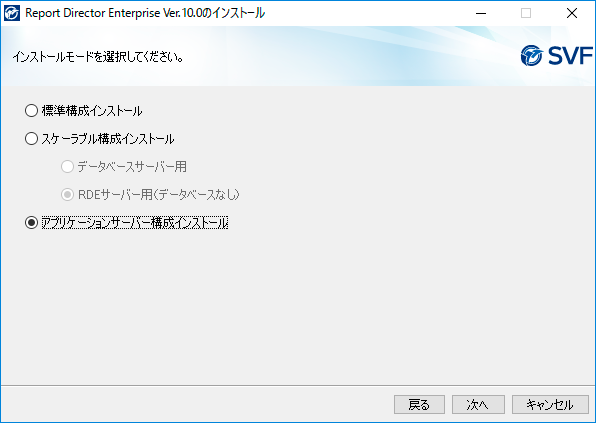 Report Director Enterprise Ver.10.0のインストール
インストールモードを選択してください。
SVF
標準構成インストール
スケーラブル構成インストール
データベースサーバー用
RDEサーバー用(データベースなし)
アプリケーションサーバー構成インストール
戻る 次へ キャンセル